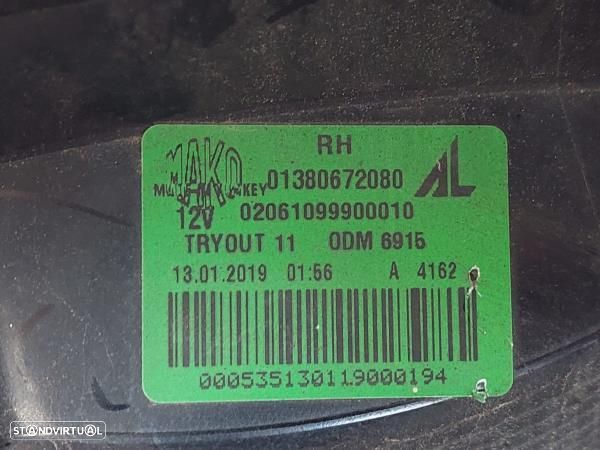 RH
MAKO
01380672080 AL
12V 02061099900010
TRYOUT 11 ODM 6915
13.01.2019 01:56 A 4162
000535130119000194
STANDVIRTUAL